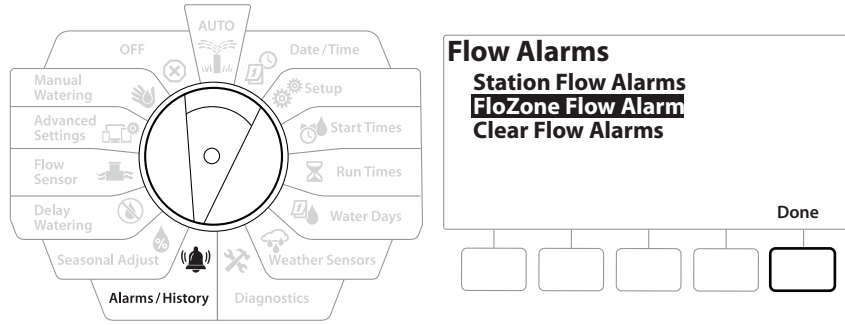 AUTO
OFF
Date/Time
Manual
Watering
Setup
Advanced
Settings
Start Times
Flow
Sensor
Run Times
Delay
Watering
Water Days
Seasonal Adjust
Weather Sensors
Alarms/History
Diagnostics
Flow Alarms
Station Flow Alarms
FloZone Flow Alarm
Clear Flow Alarms
Done